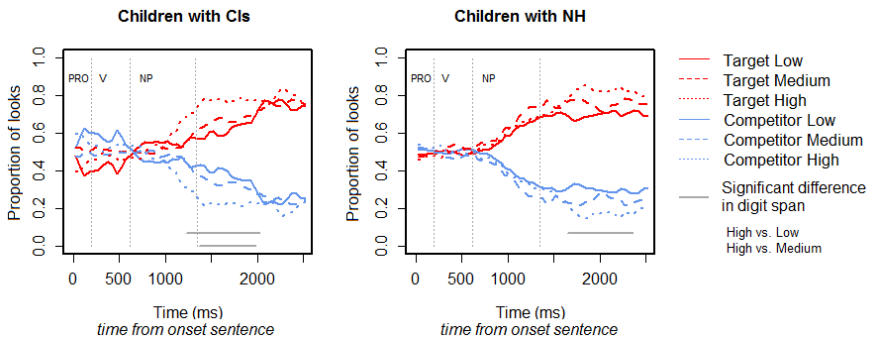 Children with CIs
Children with NH
Proportion of looks
0.0 0.2 0.4 0.6 0.8 1.0
PRO V NP
0 500 1000 2000
Time (ms)
time from onset sentence
Proportion of looks
0.0 0.2 0.4 0.6 0.8 1.0
PRO V NP
0 500 1000 2000
Time (ms)
time from onset sentence
Target Low
Target Medium
Target High
Competitor Low
Competitor Medium
Competitor High
Significant difference
in digit span
High vs. Low
High vs. Medium